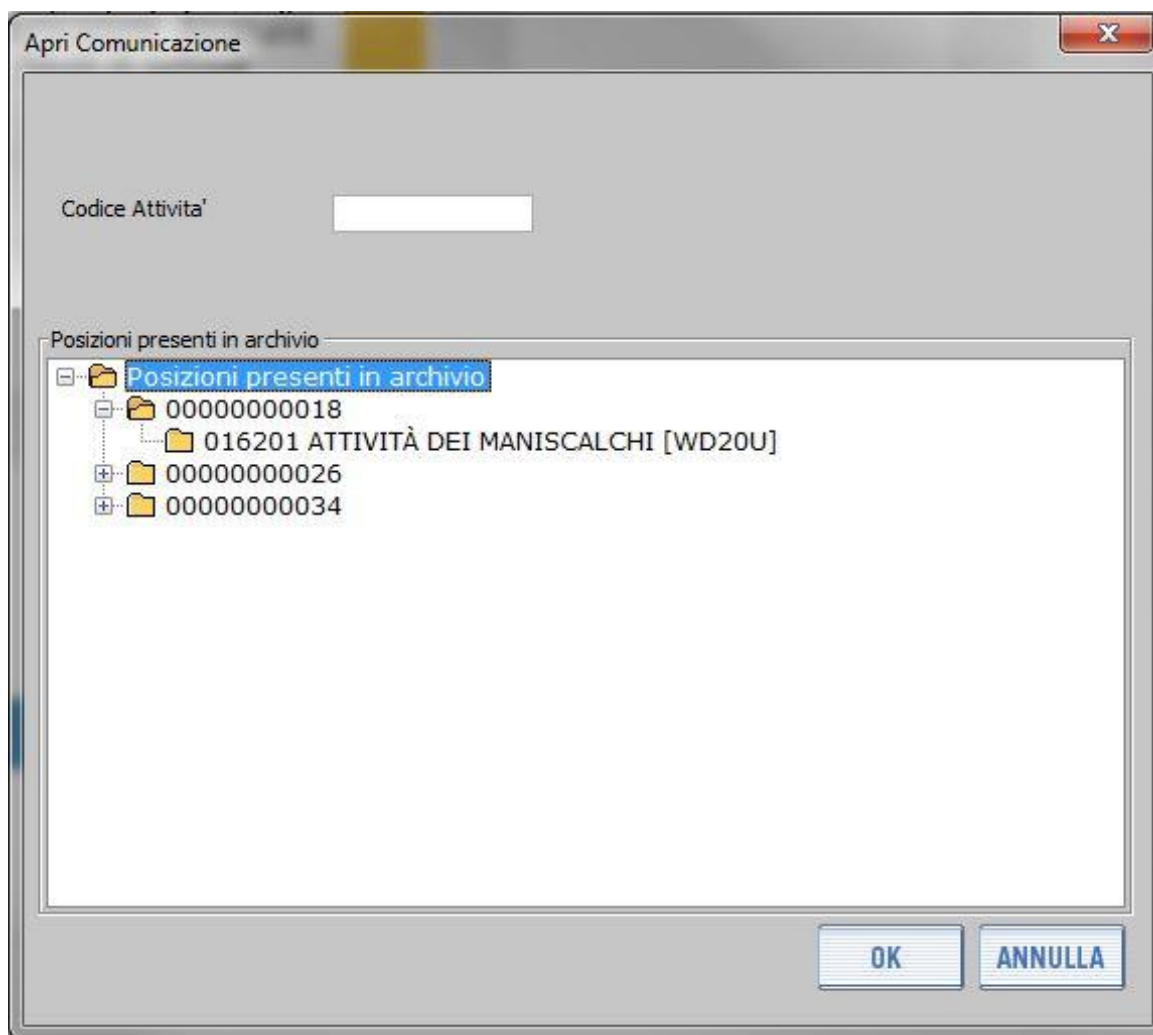 Apri Comunicazione
Codice Attivita'
Posizioni presenti in archivio
Posizioni presenti in archivio
00000000018
016201 ATTIVITÀ DEI MANISCALCHI [WD20U]
00000000026
00000000034
OK ANNULLA